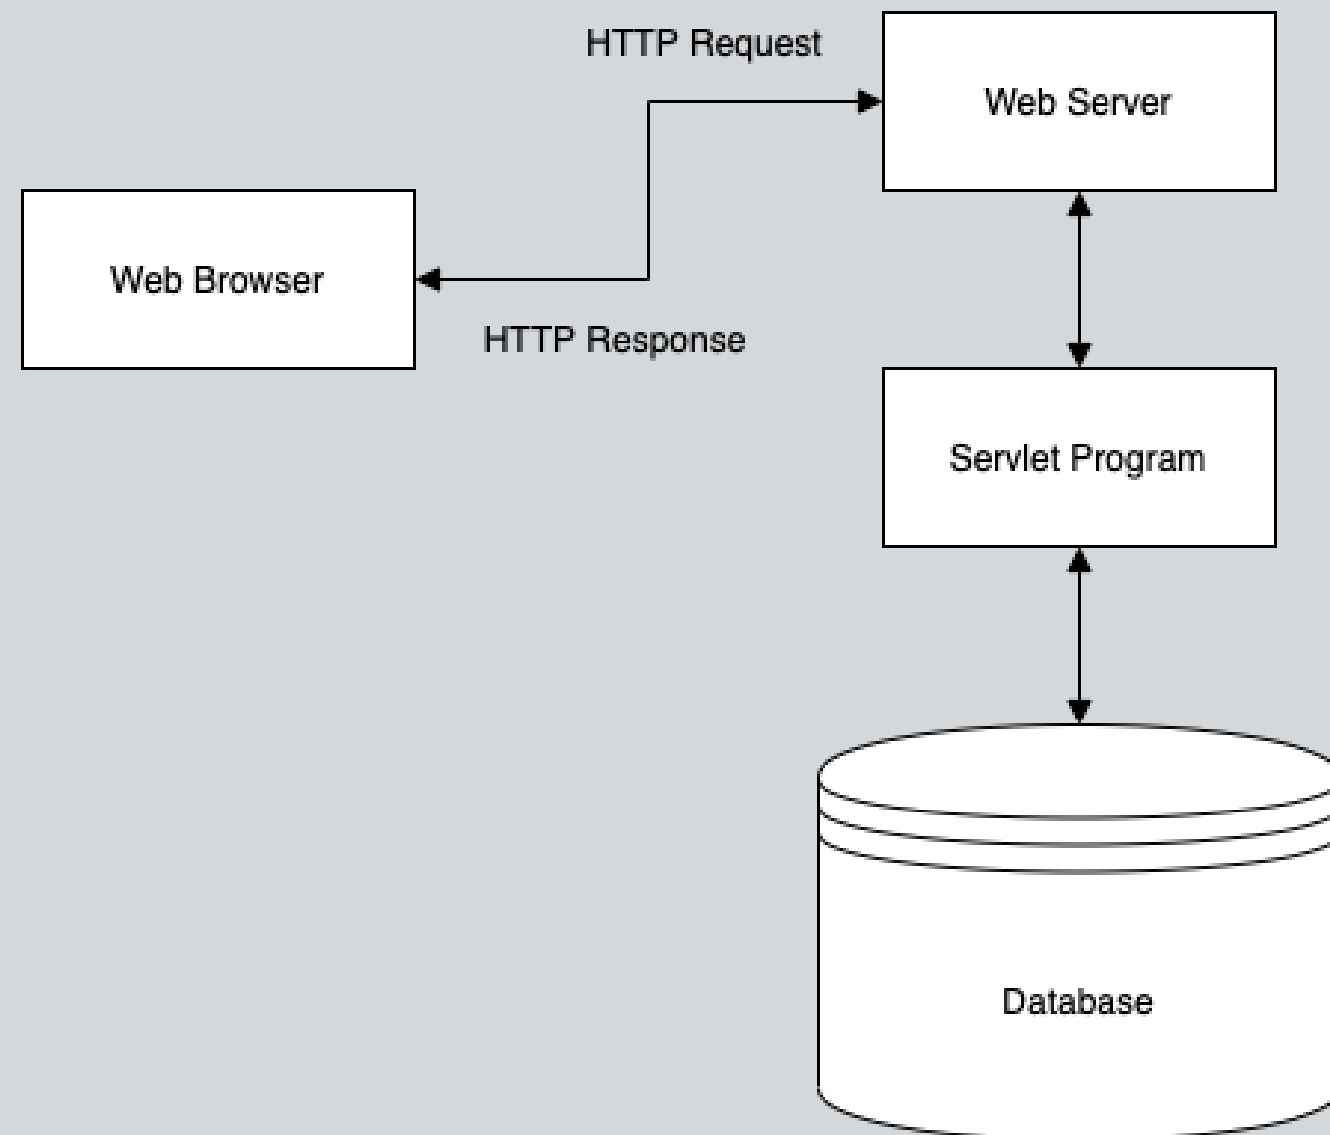 HTTP Request
Web Server
Web Browser
HTTP Response
Servlet Program
Database